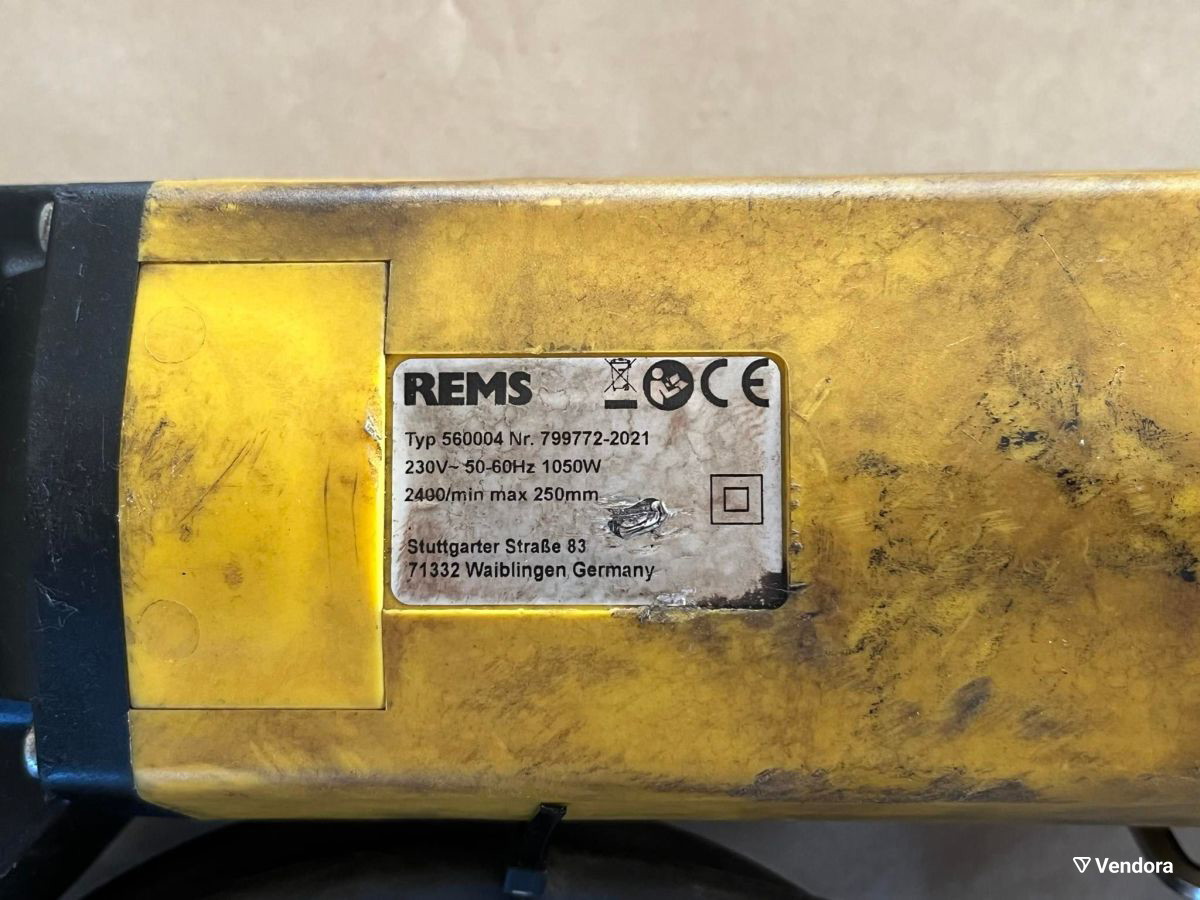 REMS
CE
Typ 560004 Nr. 799772-2021
230V~ 50-60Hz 1050W
2400/min max 250mm
Stuttgarter Straße 83
71332 Waiblingen Germany
Vendora